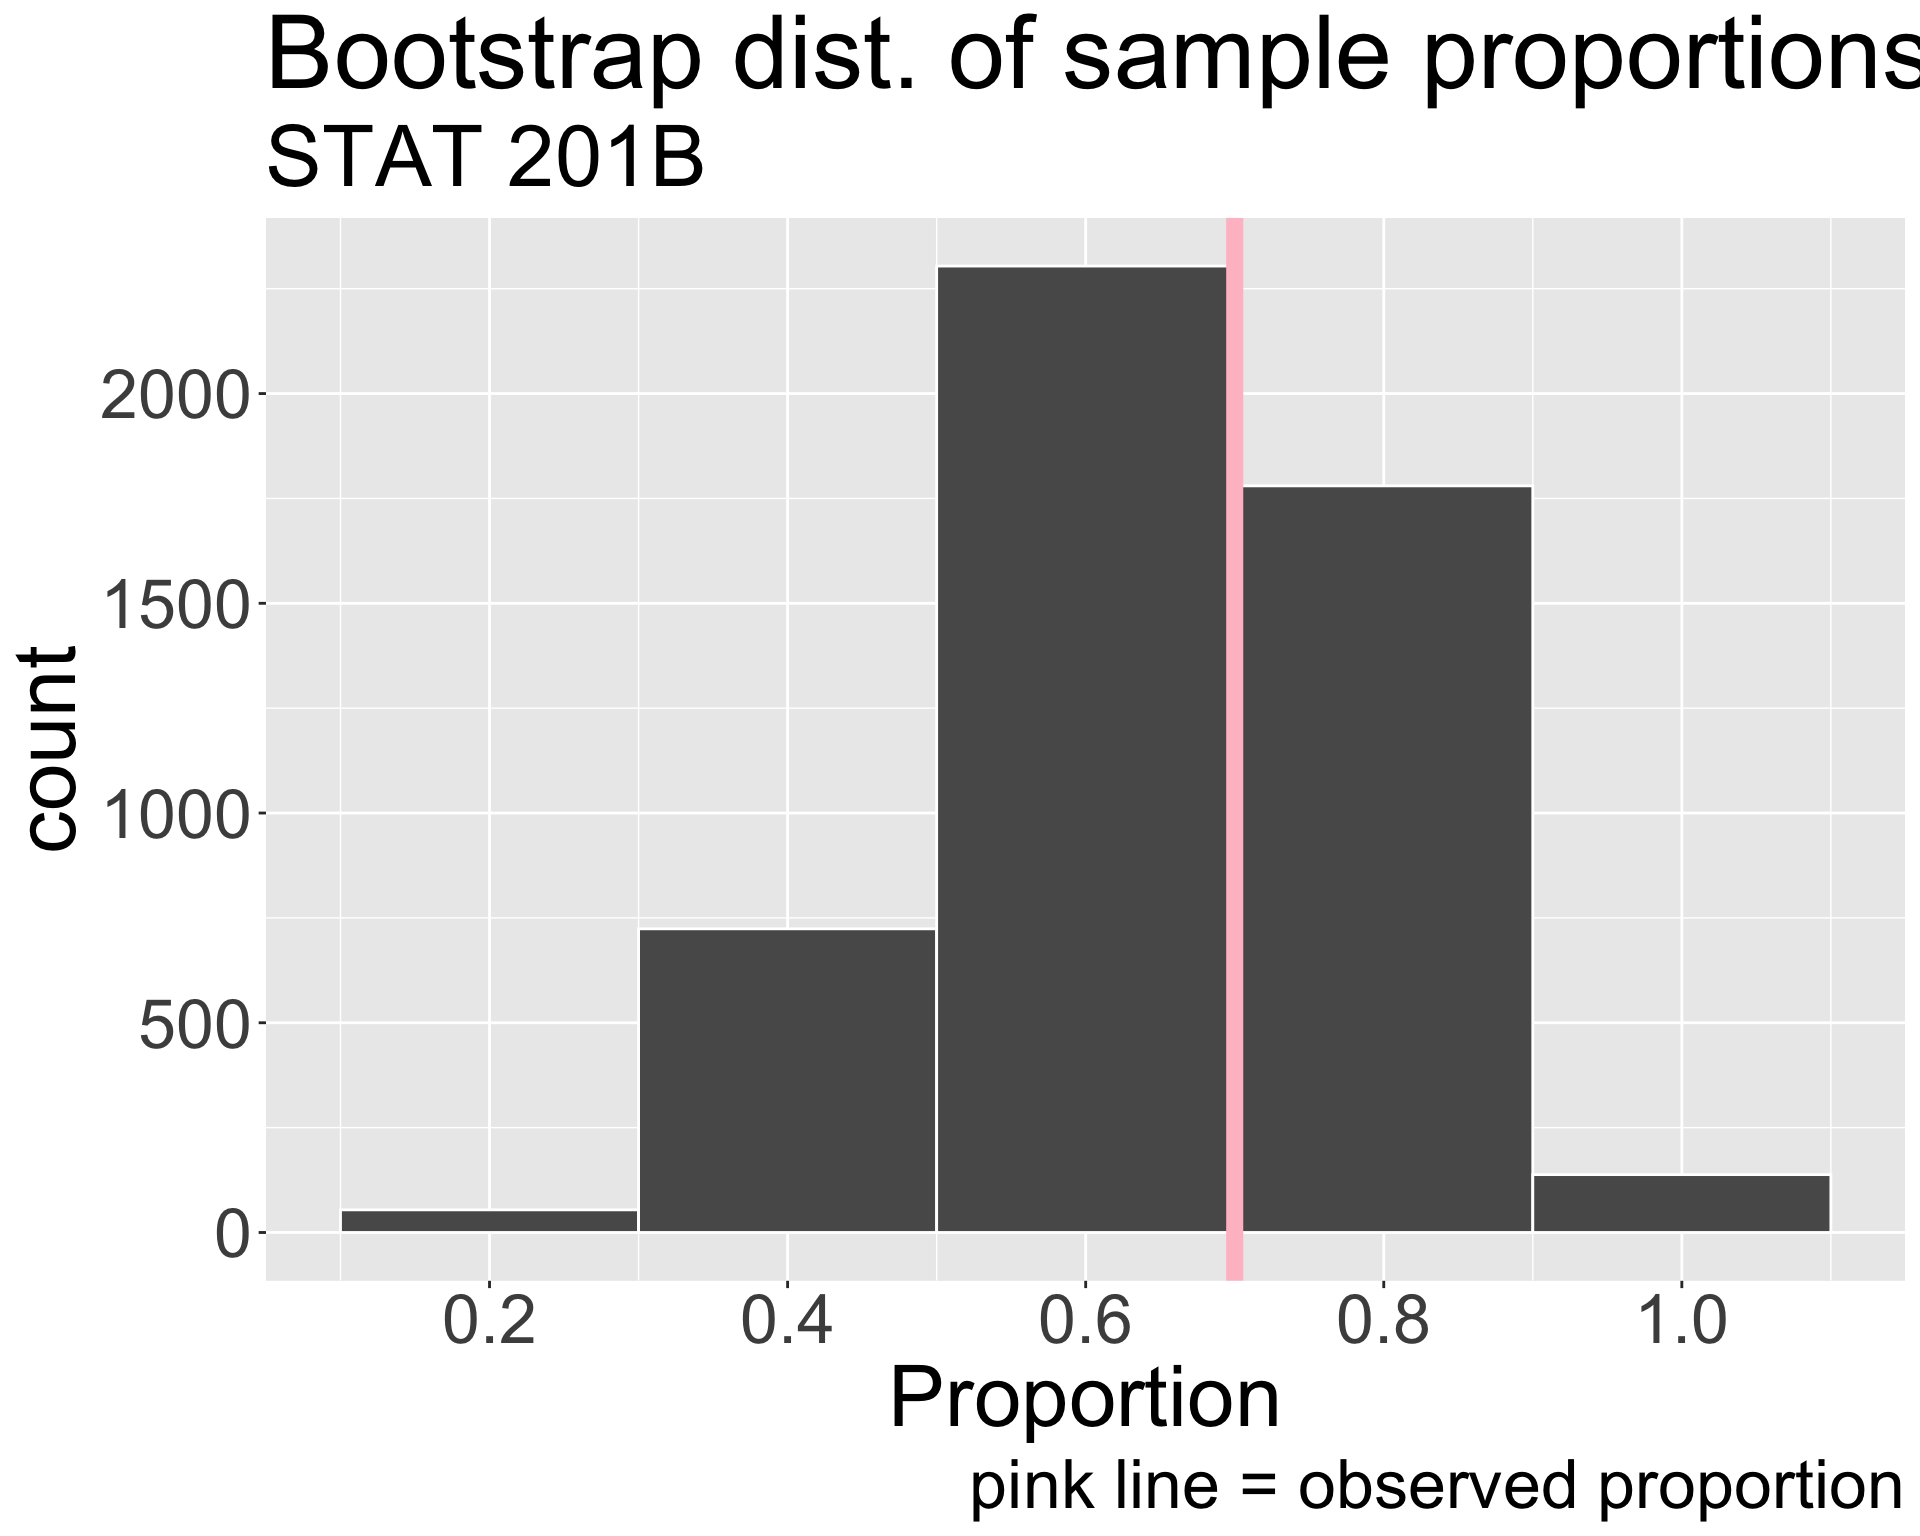 Bootstrap dist. of sample proportions
STAT 201B
count
2000
1500
1000
500
0
0.2 0.4 0.6 0.8 1.0
Proportion
pink line = observed proportion